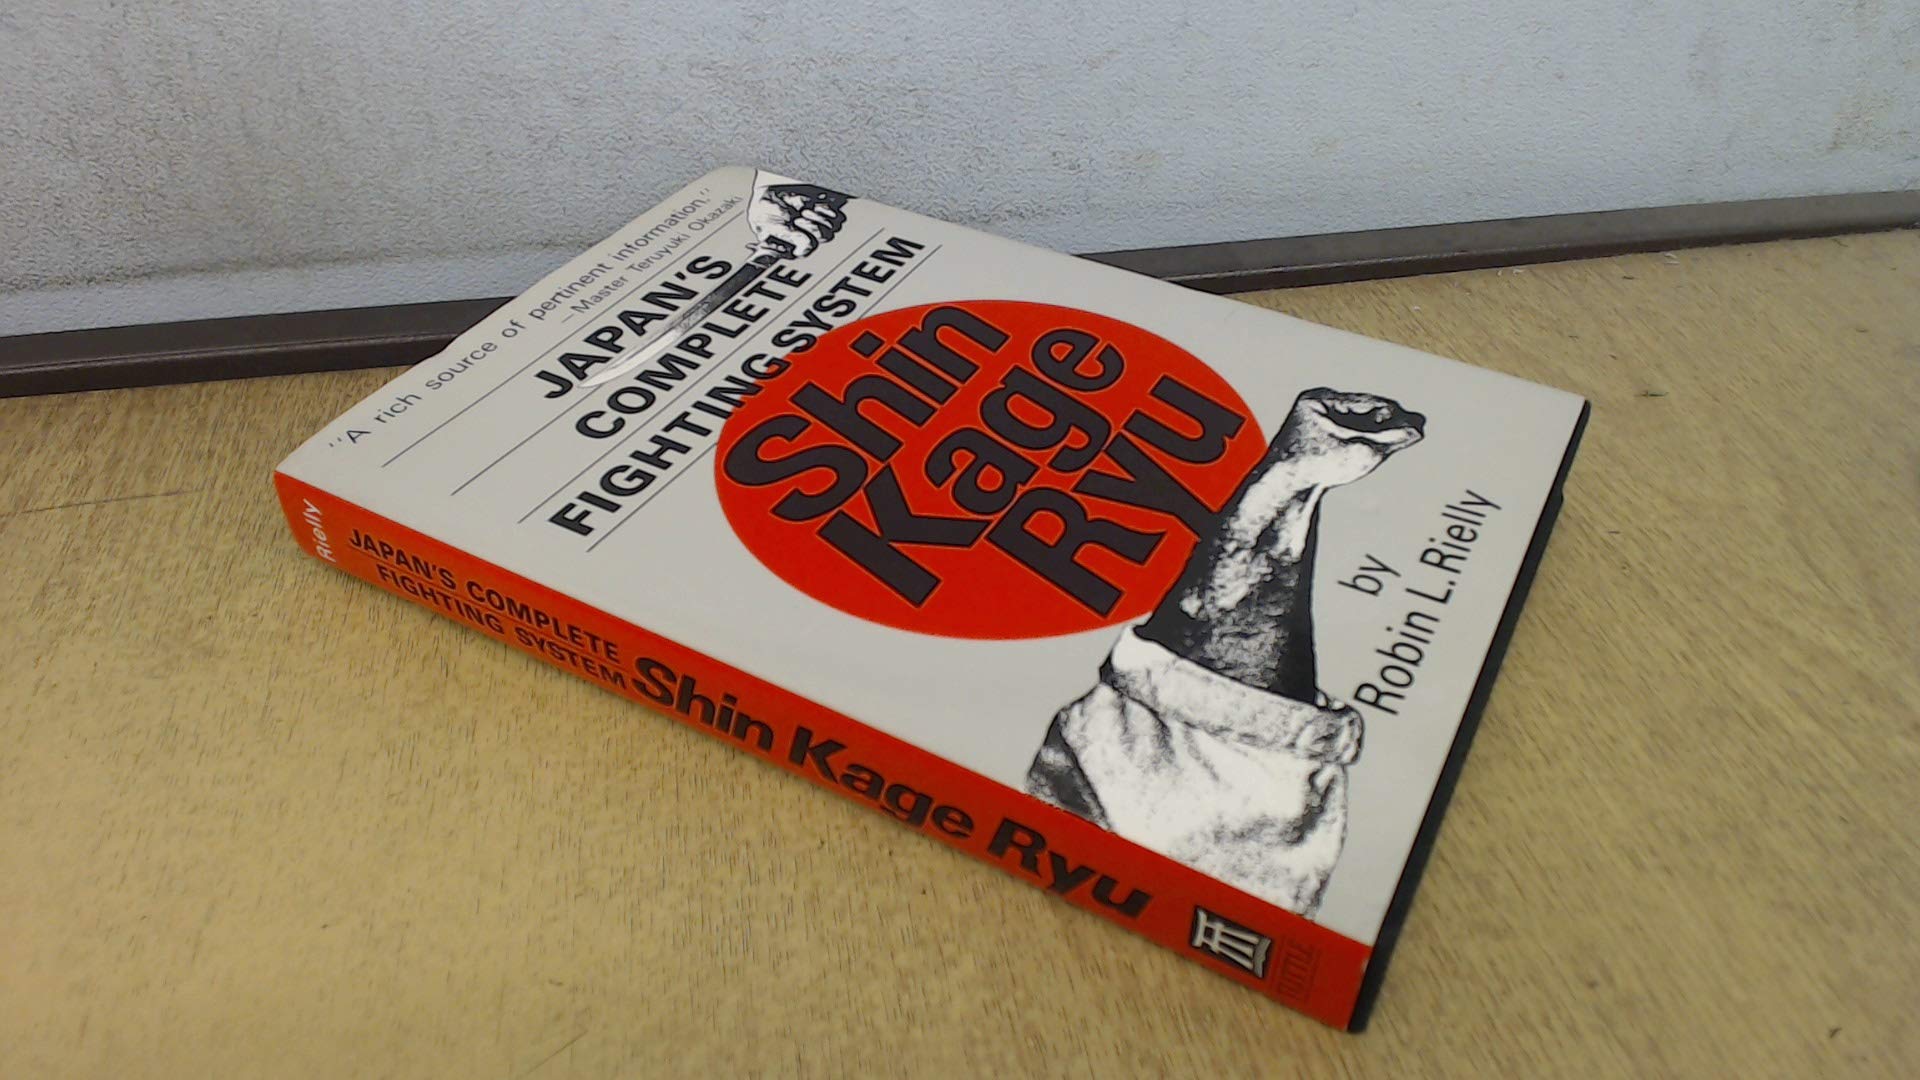 "A rich source of pertinent information."
—Master Teruyuki Okazaki
JAPAN'S
COMPLETE
FIGHTING SYSTEM
Shin
Kage
Ryu
by
Robin L. Rielly
Rielly
JAPAN'S COMPLETE
FIGHTING SYSTEM
Shin Kage Ryu
TUTTLE